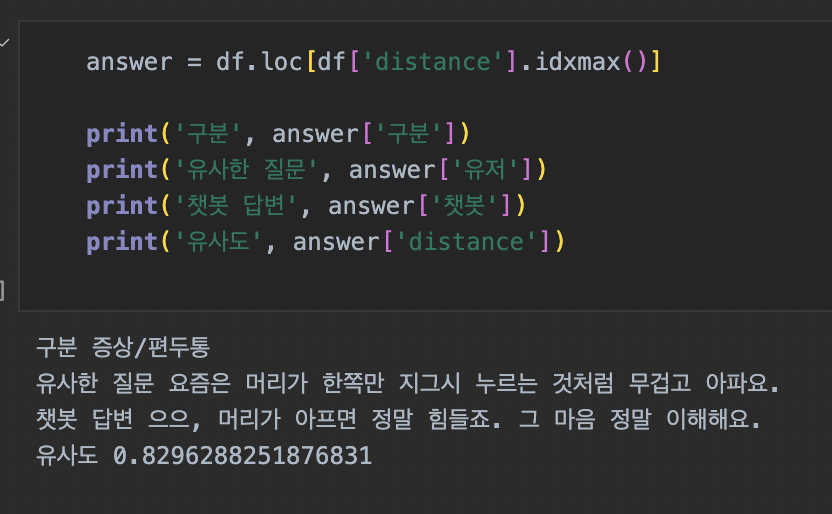 answer = df.loc[df['distance'].idxmax()]
print('구분', answer['구분'])
print('유사한 질문', answer['유저'])
print('챗봇 답변', answer['챗봇'])
print('유사도', answer['distance'])
]
구분 증상/편두통
유사한 질문 요즘은 머리가 한쪽만 지그시 누르는 것처럼 무겁고 아파요.
챗봇 답변 으으, 머리가 아프면 정말 힘들죠. 그 마음 정말 이해해요.
유사도 0.8296288251876831